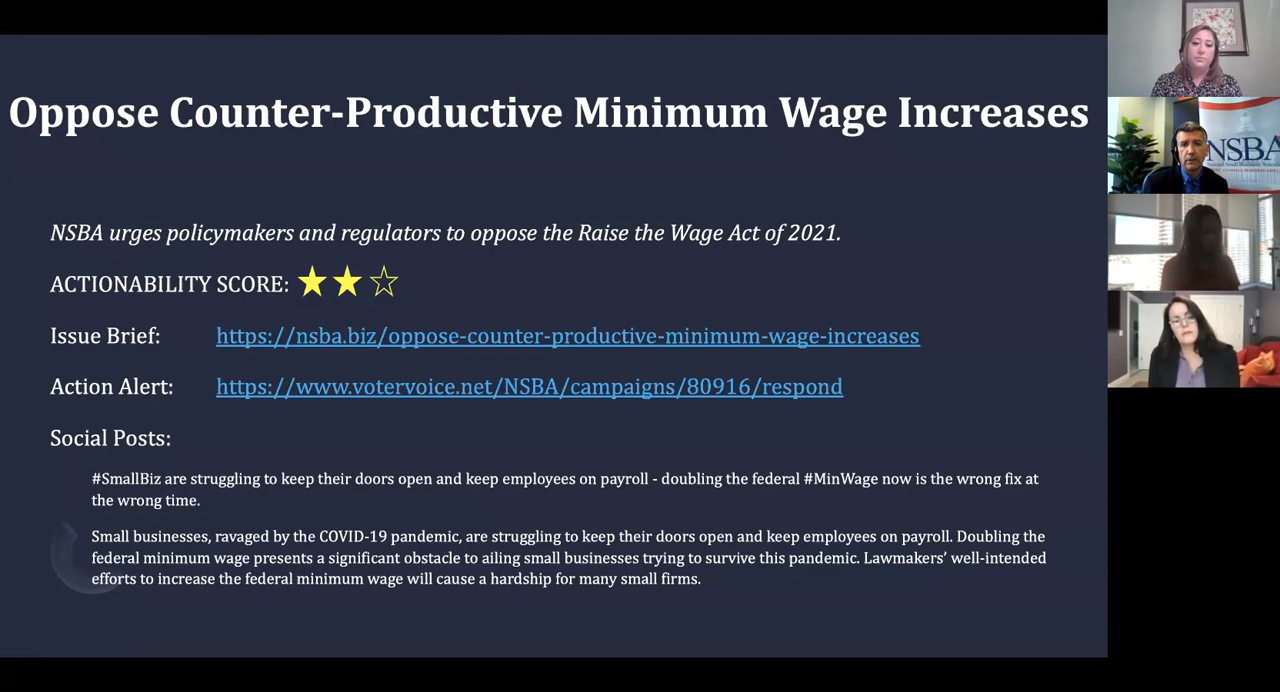 Oppose Counter-Productive Minimum Wage Increases
NSBA urges policymakers and regulators to oppose the Raise the Wage Act of 2021.
ACTIONABILITY SCORE: ★★☆
Issue Brief: https://nsba.biz/oppose-counter-productive-minimum-wage-increases
Action Alert: https://www.votervoice.net/NSBA/campaigns/80916/respond
Social Posts:
#SmallBiz are struggling to keep their doors open and keep employees on payroll - doubling the federal #MinWage now is the wrong fix at
the wrong time.
Small businesses, ravaged by the COVID-19 pandemic, are struggling to keep their doors open and keep employees on payroll. Doubling the
federal minimum wage presents a significant obstacle to ailing small businesses trying to survive this pandemic. Lawmakers’ well-intended
efforts to increase the federal minimum wage will cause a hardship for many small firms.
NSBA